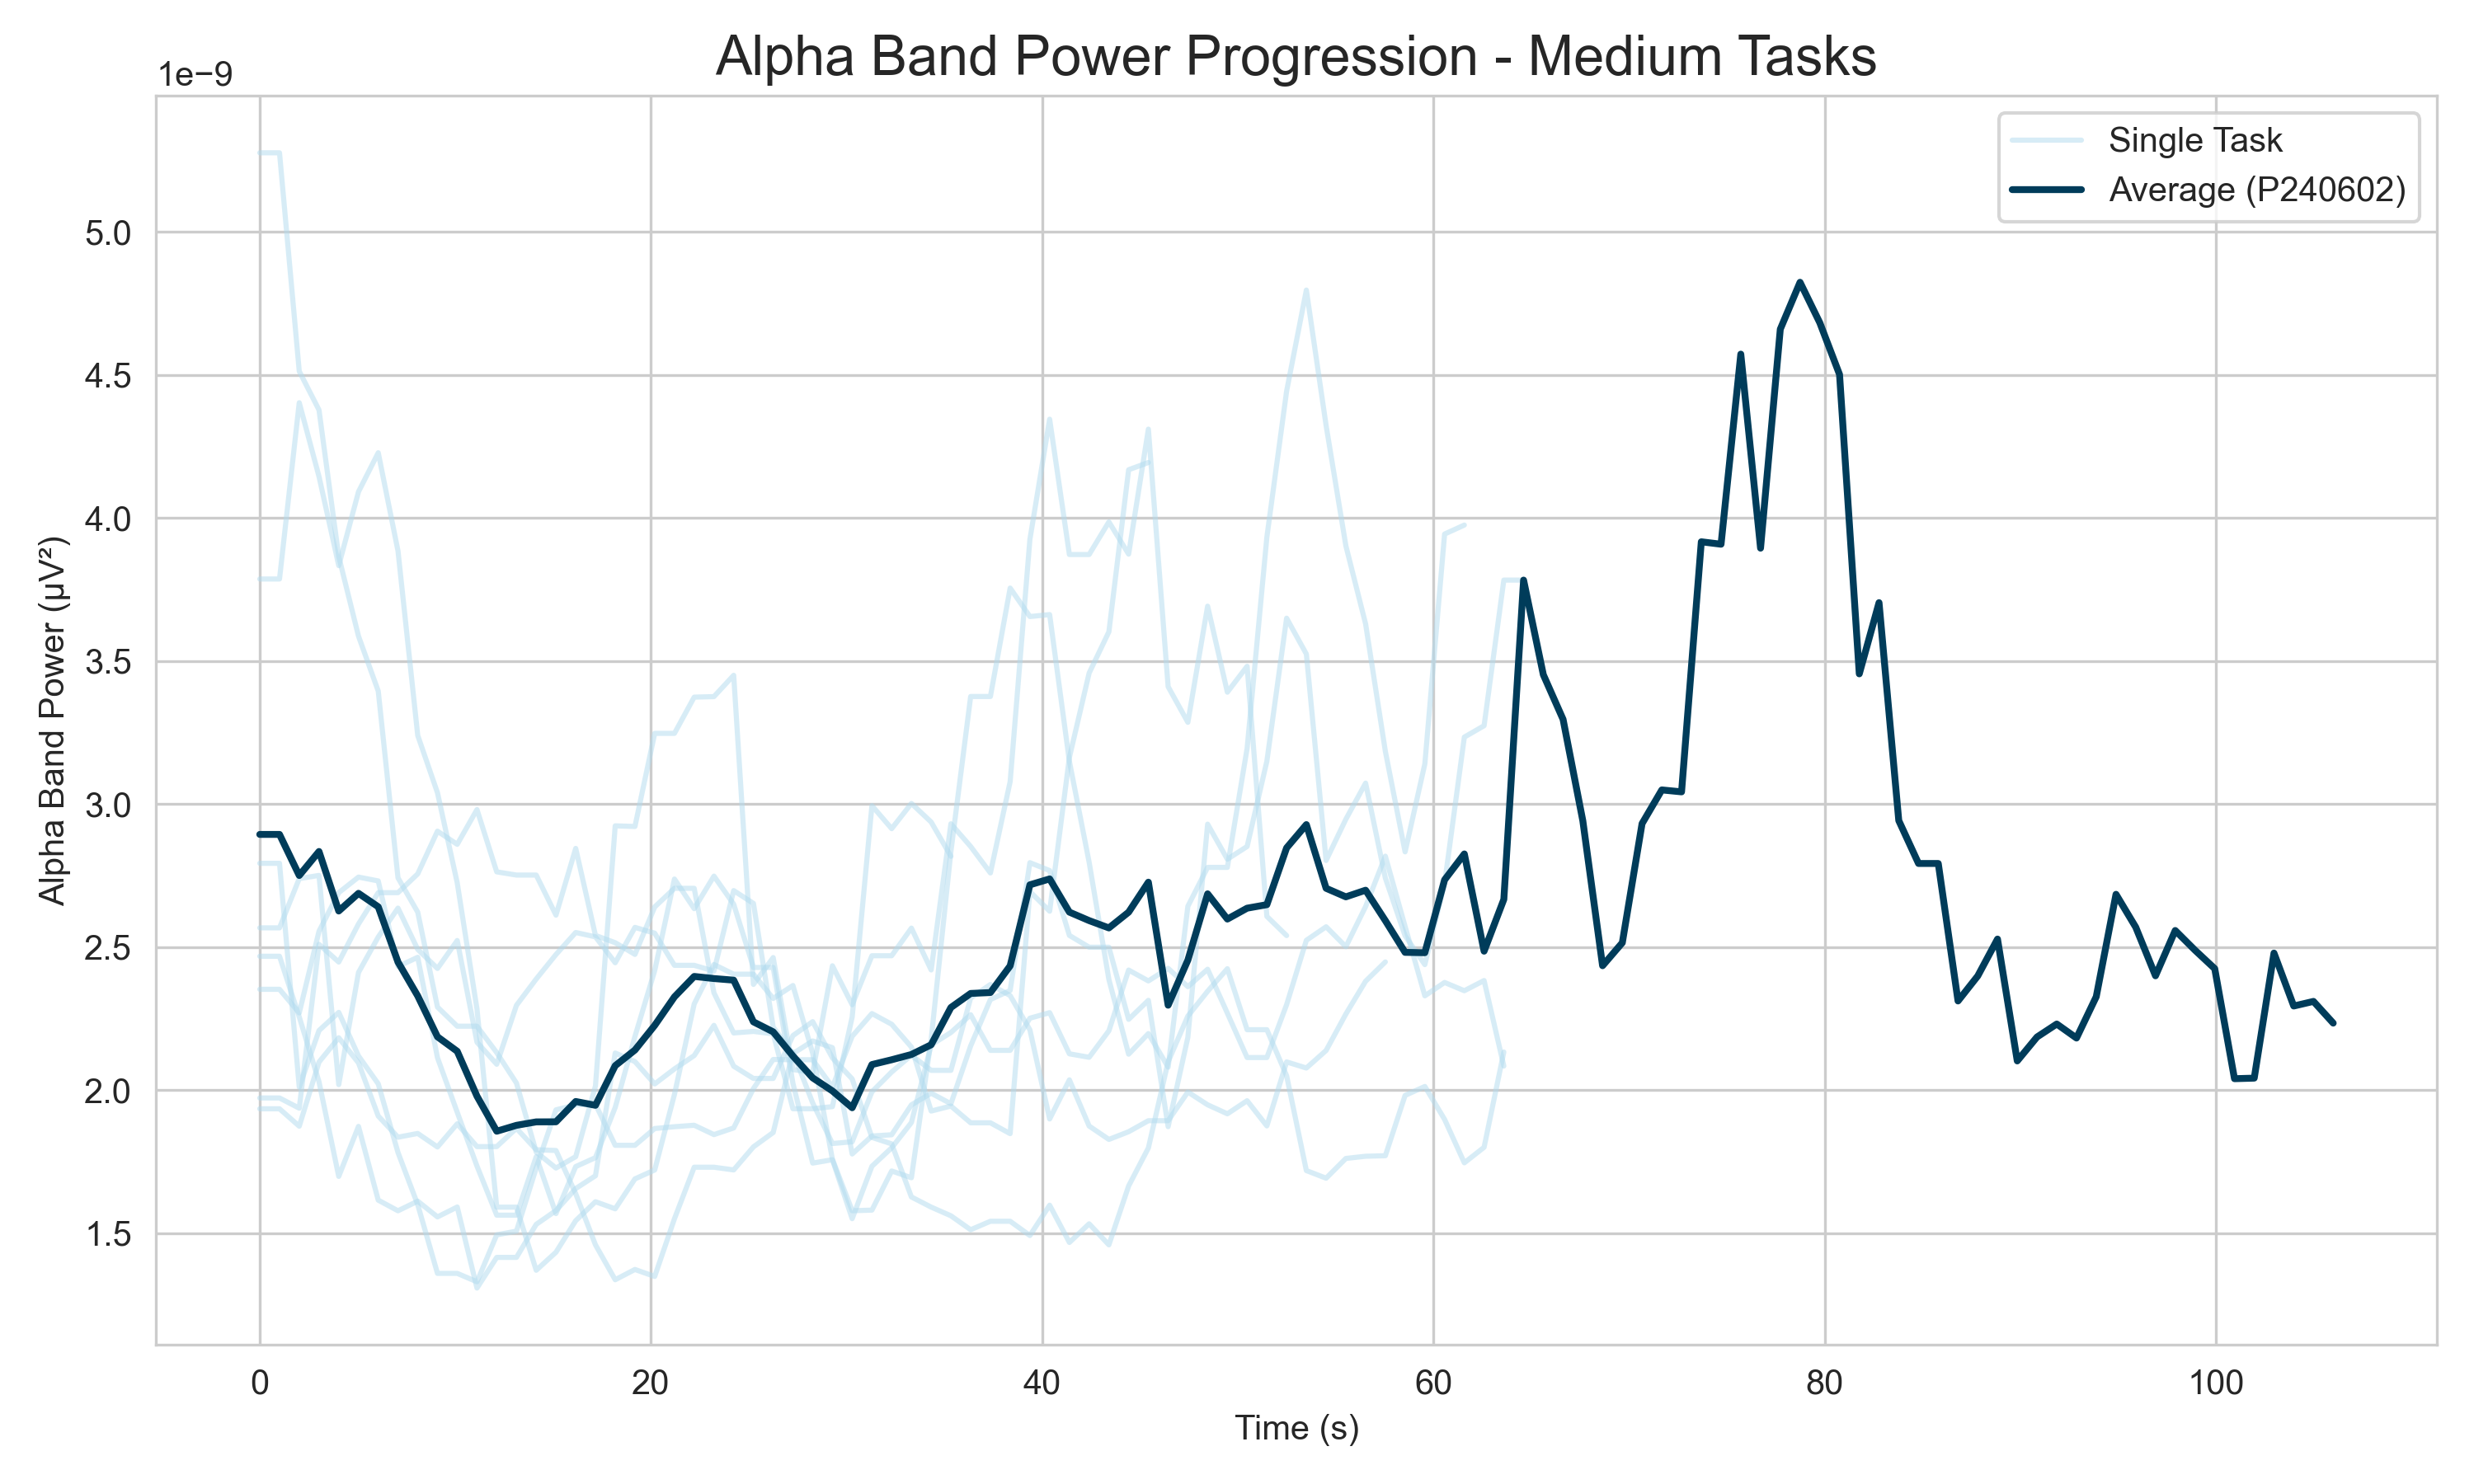 Alpha Band Power Progression - Medium Tasks
1e−9
Single Task
Average (P240602)
Alpha Band Power (µV²)
5.0
4.5
4.0
3.5
3.0
2.5
2.0
1.5
0 20 40 60 80 100
Time (s)